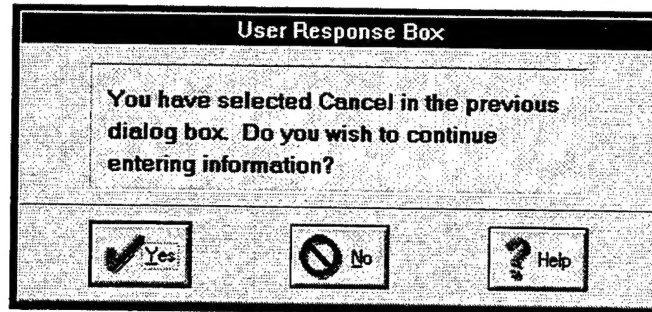 User Response Box
You have selected Cancel in the previous
dialog box. Do you wish to continue
entering information?
Yes
No
Help